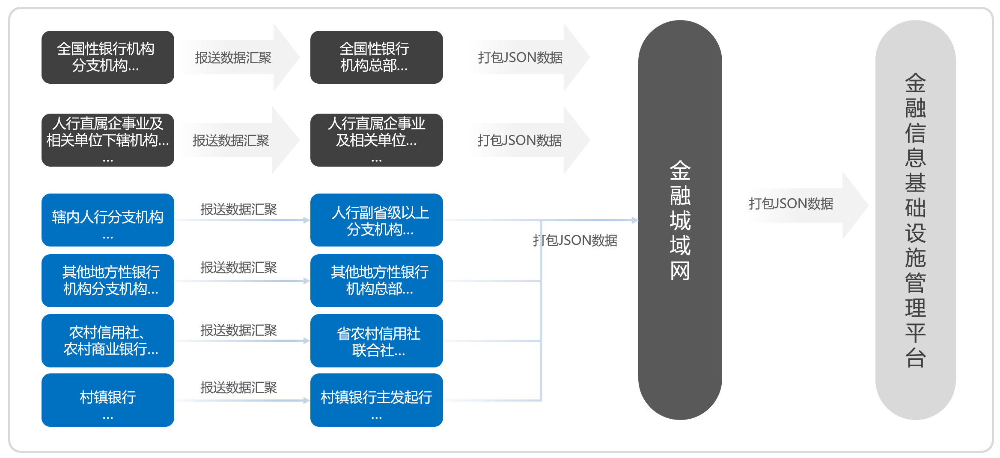 全国性银行机构
分支机构...
报送数据汇聚
全国性银行
机构总部...
打包JSON数据
人行直属企事业及
相关单位下辖机构...
...
报送数据汇聚
人行直属企事业
及相关单位...
...
打包JSON数据
辖内人行分支机构
...
报送数据汇聚
人行副省级以上
分支机构...
打包JSON数据
其他地方性银行
机构分支机构...
报送数据汇聚
其他地方性银行
机构总部...
农村信用社、
农村商业银行...
报送数据汇聚
省农村信用社
联合社...
村镇银行
...
报送数据汇聚
村镇银行主发起行
...
金融城域网
打包JSON数据
金融信息基础设施管理平台